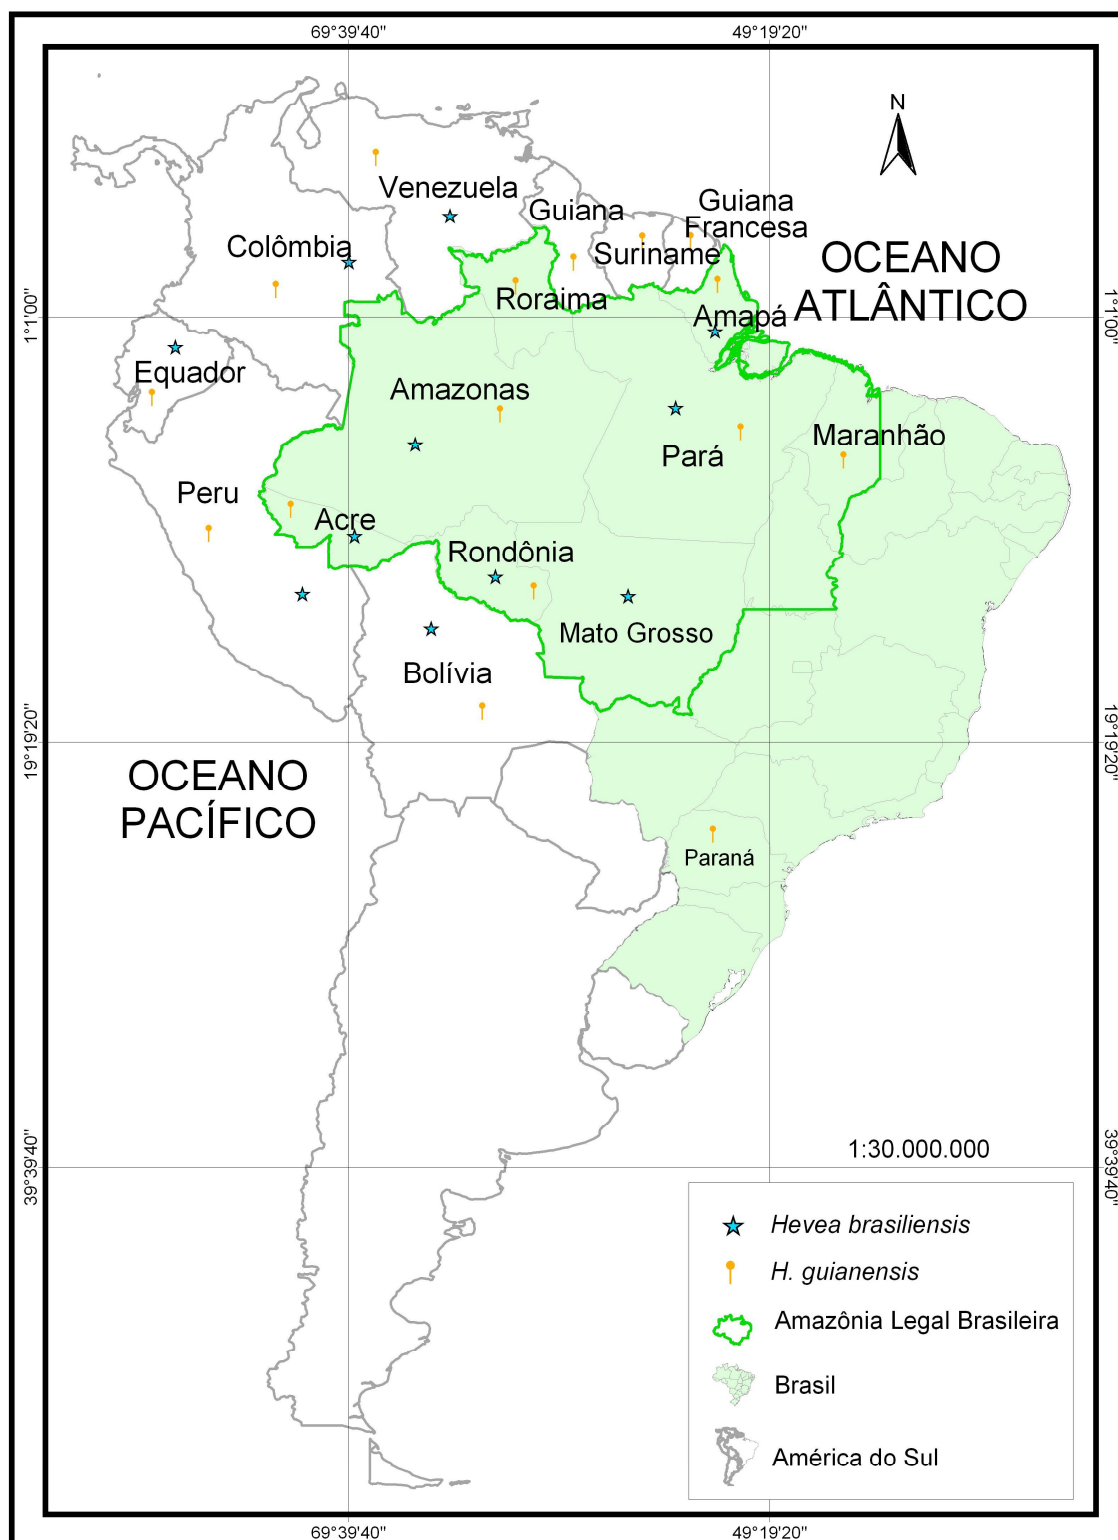 69°39'40"
49°19'20"
N
Venezuela
Guiana
Guiana
Francesa
Colômbia
Suriname
OCEANO
ATLÂNTICO
Roraima
1°1'00"
1°1'00"
Amapá
Equador
Amazonas
Maranhão
Pará
Peru
Acre
Rondônia
Mato Grosso
Bolívia
19°19'20"
19°19'20"
OCEANO
PACÍFICO
Paraná
39°39'40"
39°39'40"
1:30.000.000
Hevea brasiliensis
H. guianensis
Amazônia Legal Brasileira
Brasil
América do Sul
69°39'40"
49°19'20"